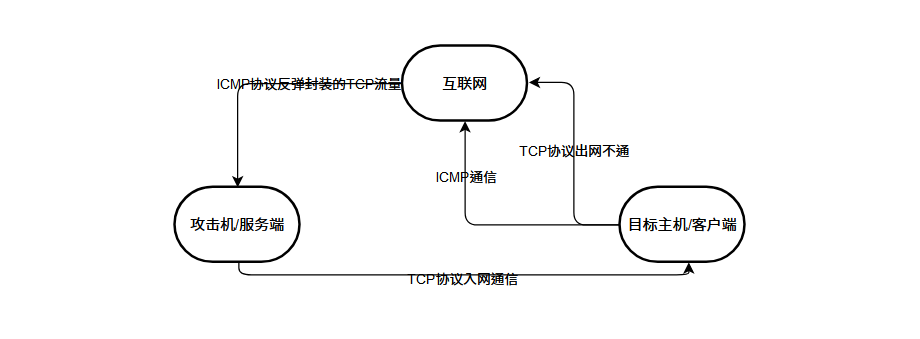 ICMP协议反弹封装的TCP流量
互联网
TCP协议出网不通
ICMP通信
攻击机/服务端
目标主机/客户端
TCP协议入网通信